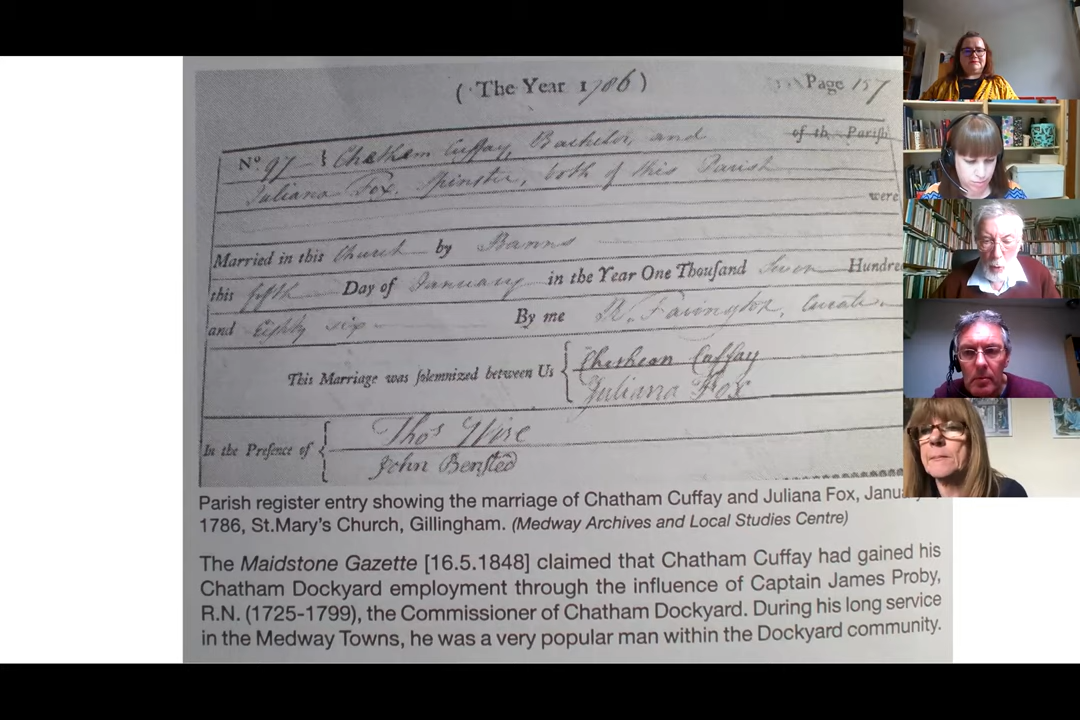 (The Year 1786) Page 157
No. 97 { Chatham Cuffay, Bachelor, and of the Parish
Juliana Fox, Spinster, both of this Parish
were
Married in this Church by Banns
this fifth Day of January in the Year One Thousand Seven Hundre
and Eighty six By me Curate.
This Marriage was solemnized between Us { Cuffay
Juliana Fox
In the Presence of { Thos Wise
John Bensted
Parish register entry showing the marriage of Chatham Cuffay and Juliana Fox, Janu y
1786, St.Mary's Church, Gillingham. (Medway Archives and Local Studies Centre)
The Maidstone Gazette [16.5.1848] claimed that Chatham Cuffay had gained his
Chatham Dockyard employment through the influence of Captain James Proby,
R.N. (1725-1799), the Commissioner of Chatham Dockyard. During his long service
in the Medway Towns, he was a very popular man within the Dockyard community.